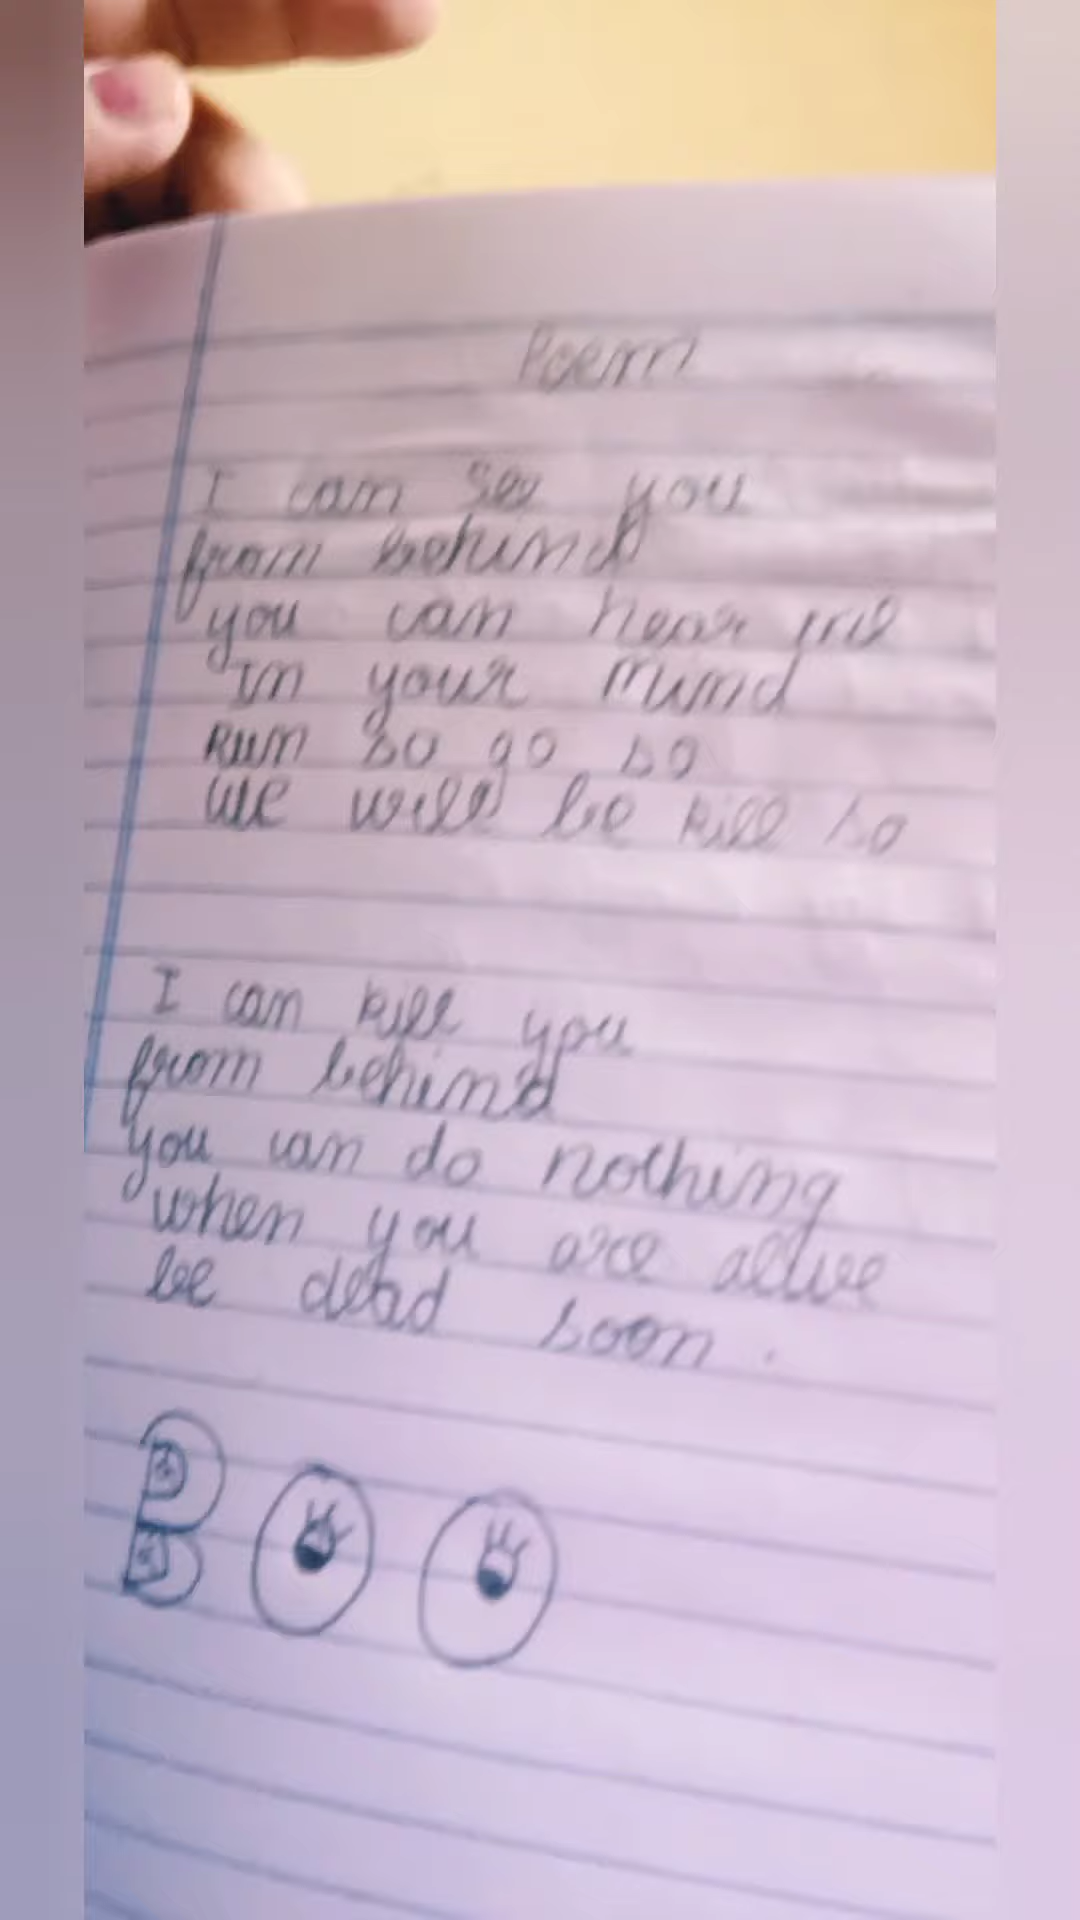 Poem
I can see you
from behind
you can hear me
In your mind
Run so go so
We will be kill so
I can kill you
from behind
you can do nothing
when you are alive
be dead soon.
BOO